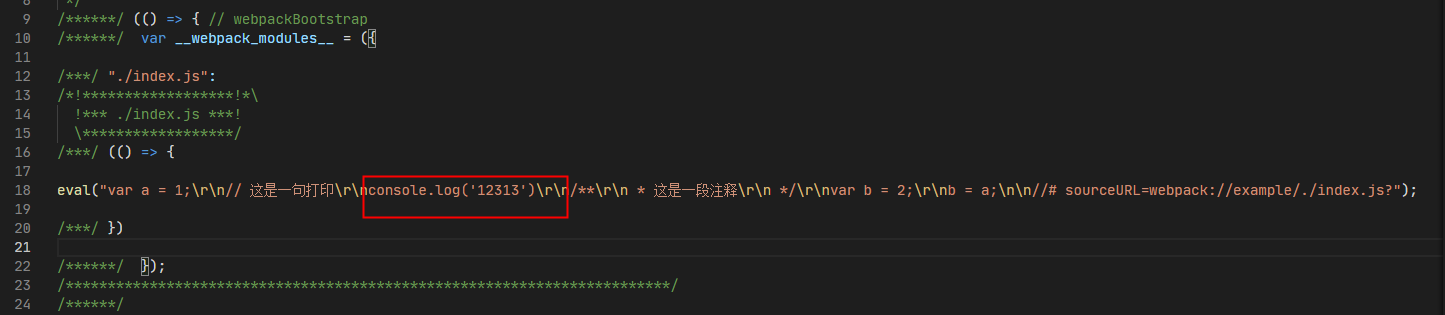 8 */
9 /******/ (() => { // webpackBootstrap
10 /******/ var __webpack_modules__ = ({
11
12 /***/ "./index.js":
13 /*!******************!*\
14 !*** ./index.js ***!
15 \******************/
16 /***/ (() => {
17
18 eval("var a = 1;\r\n// 这是一句打印\r\nconsole.log('12313')\r\n/**\r\n * 这是一段注释\r\n */\r\nvar b = 2;\r\nb = a;\n\n//# sourceURL=webpack://example/./index.js?");
19
20 /***/ })
21
22 /******/ });
23 /************************************************************************/
24 /******/